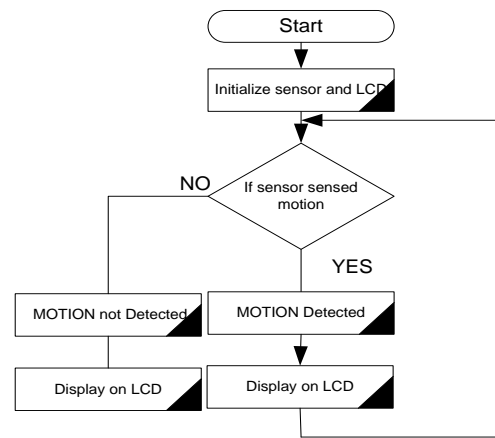 Start
Initialize sensor and LCD
If sensor sensed
motion
NO
YES
MOTION not Detected
MOTION Detected
Display on LCD
Display on LCD